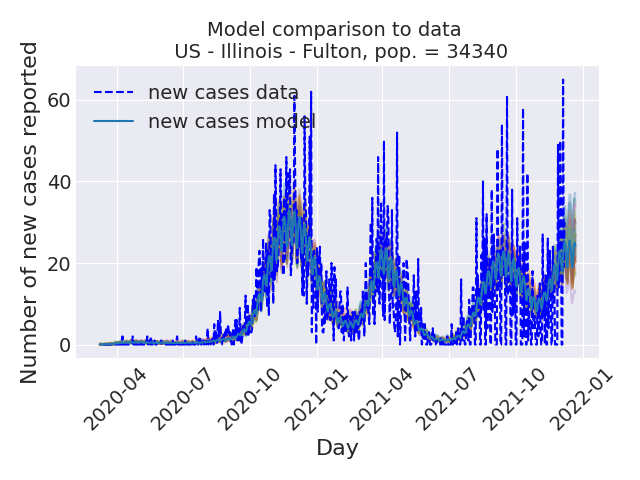 Model comparison to data
US - Illinois - Fulton, pop. = 34340
new cases data
new cases model
Number of new cases reported
60
40
20
0
2020-04
2020-07
2020-10
2021-01
2021-04
2021-07
2021-10
2022-01
Day